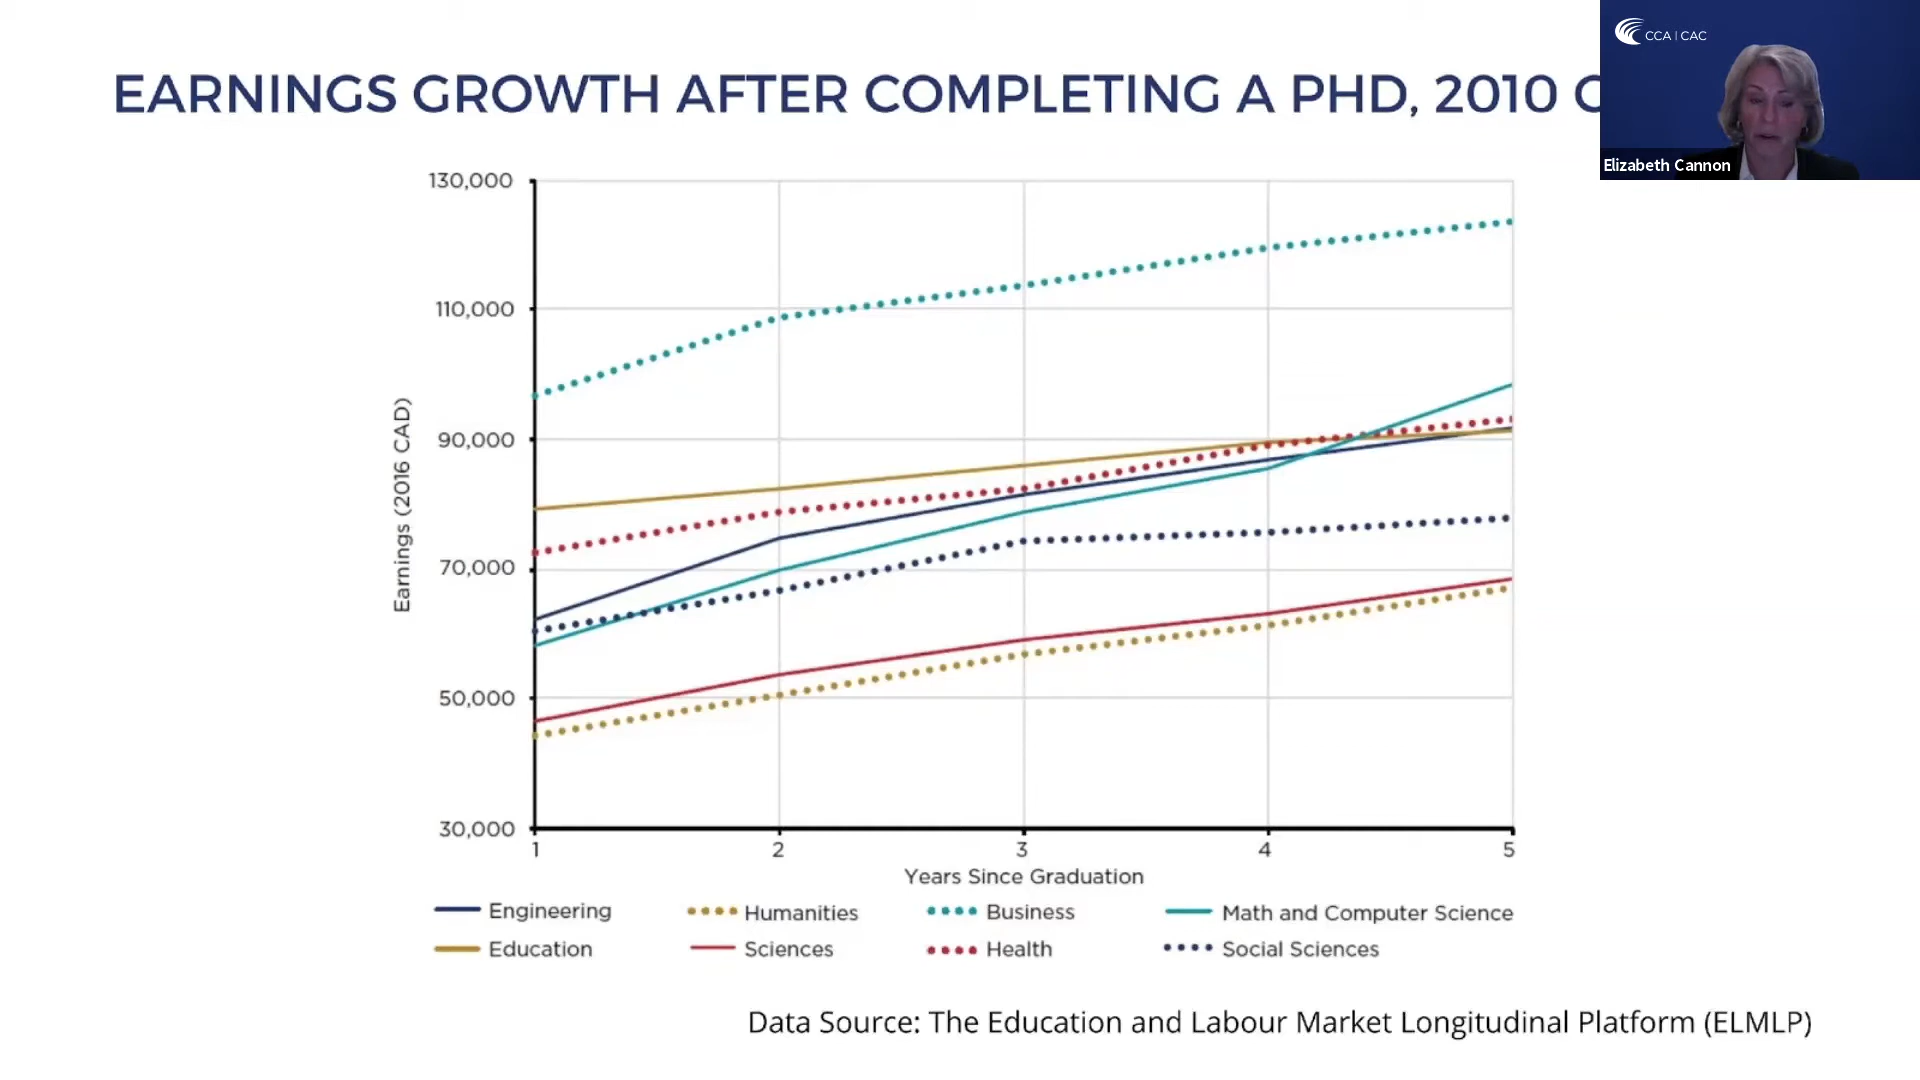 CCA | CAC
EARNINGS GROWTH AFTER COMPLETING A PHD, 2010
Elizabeth Cannon
130,000
110,000
90,000
70,000
50,000
30,000
Earnings (2016 CAD)
1 2 3 4 5
Years Since Graduation
Engineering Humanities Business Math and Computer Science
Education Sciences Health Social Sciences
Data Source: The Education and Labour Market Longitudinal Platform (ELMLP)